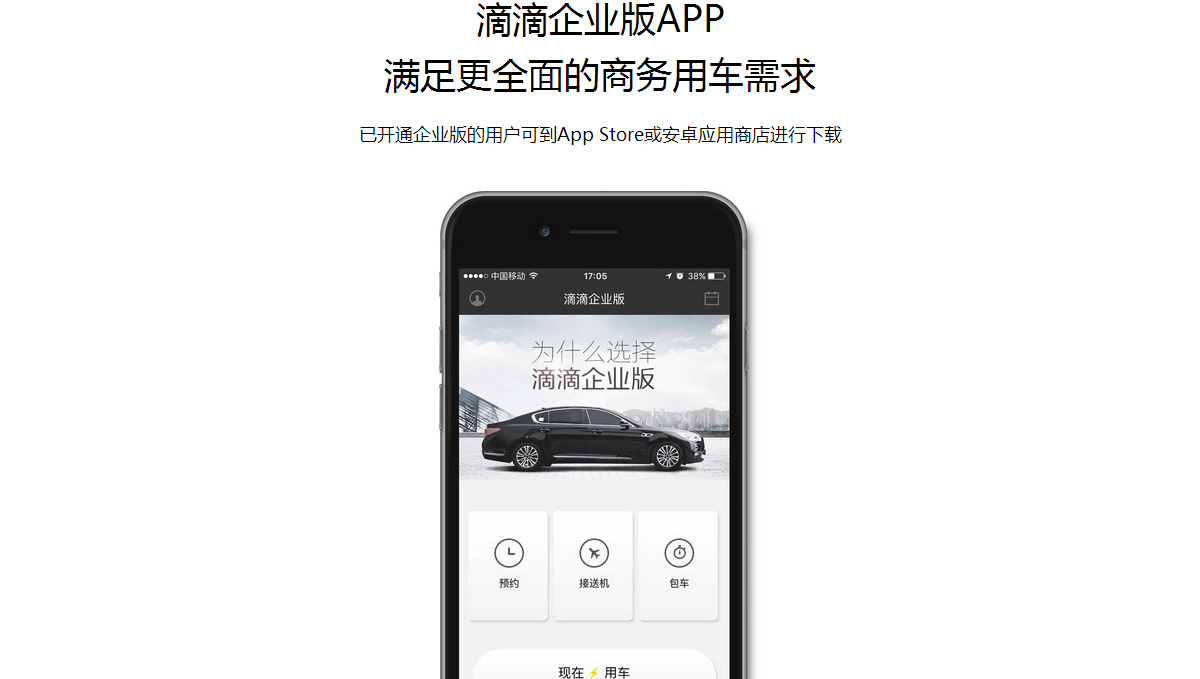 滴滴企业版APP
满足更全面的商务用车需求
已开通企业版的用户可到App Store或安卓应用商店进行下载
中国移动 17:05 38%
滴滴企业版
为什么选择
滴滴企业版
预约 接送机 包车
现在⚡用车